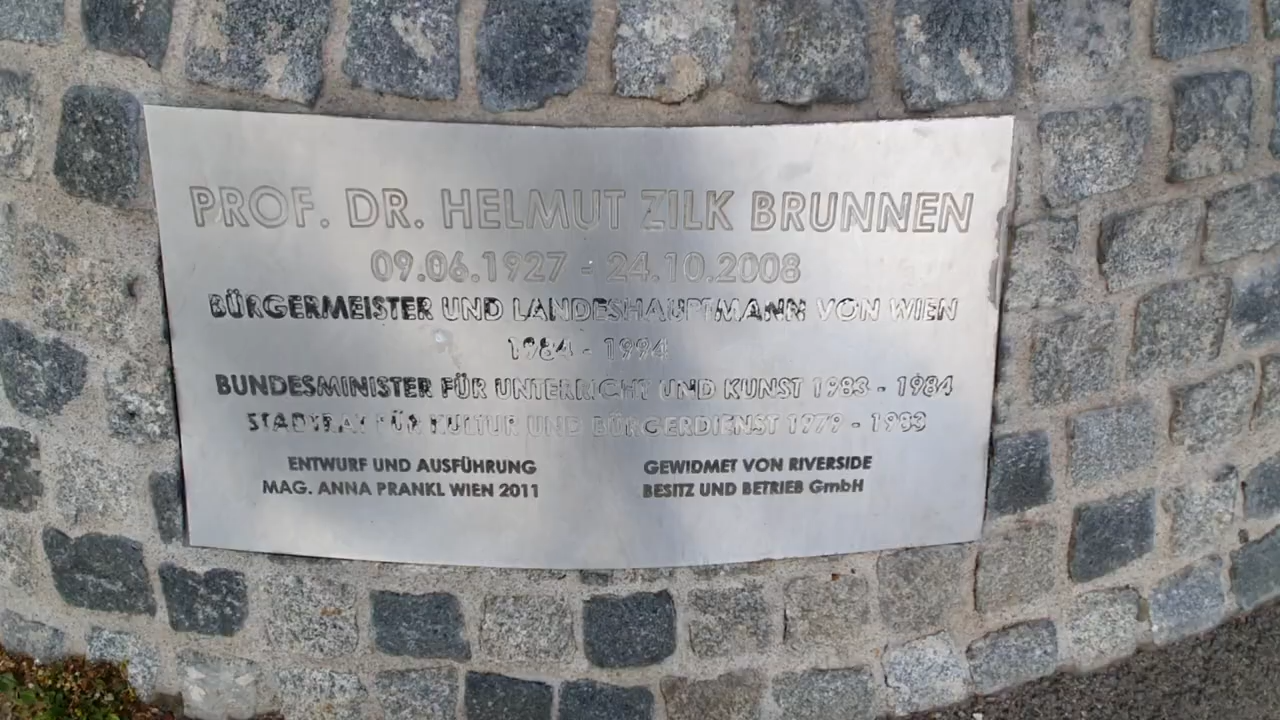 PROF. DR. HELMUT ZILK BRUNNEN
09.06.1927 - 24.10.2008
BÜRGERMEISTER UND LANDESHAUPTMANN VON WIEN
1984 - 1994
BUNDESMINISTER FÜR UNTERRICHT UND KUNST 1983 - 1984
STADTRAT FÜR KULTUR UND BÜRGERDIENST 1979 - 1983
ENTWURF UND AUSFÜHRUNG
MAG. ANNA PRANKL WIEN 2011
GEWIDMET VON RIVERSIDE
BESITZ UND BETRIEB GmbH